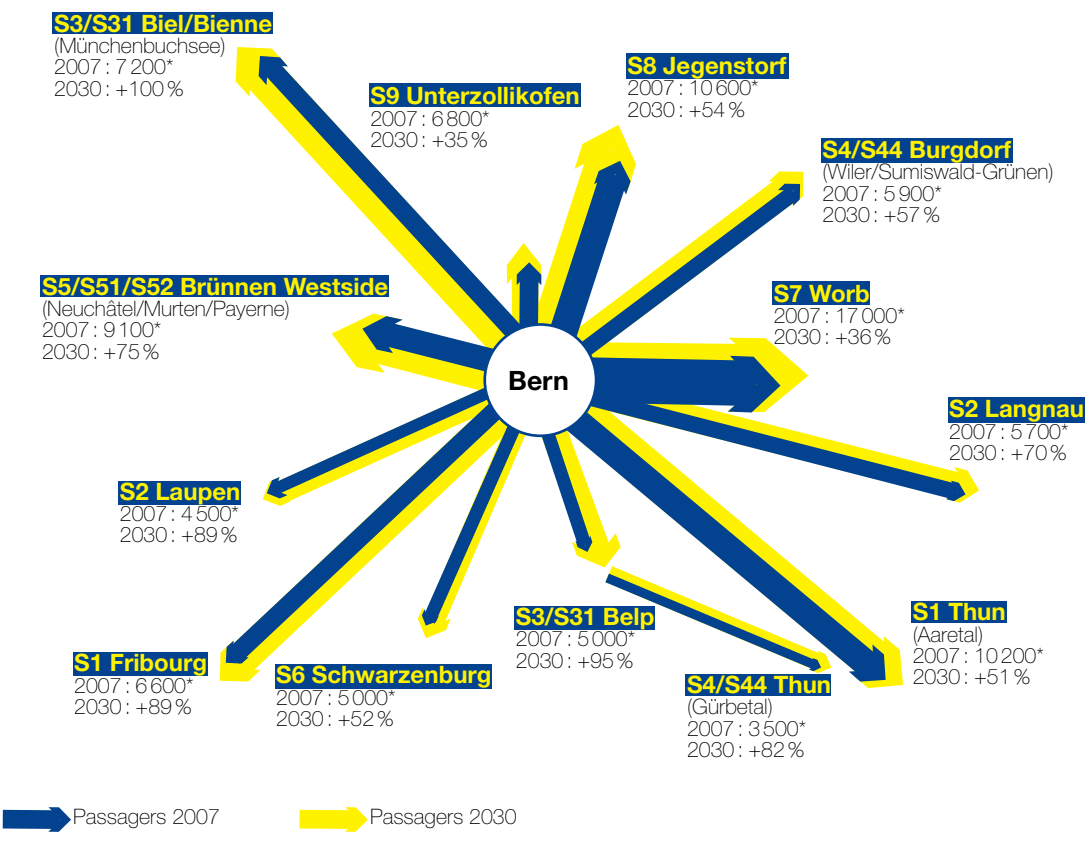 S3/S31 Biel/Bienne
(Münchenbuchsee)
2007 : 7 200*
2030 : +100 %
S9 Unterzollikofen
2007 : 6 800*
2030 : +35 %
S8 Jegenstorf
2007 : 10 600*
2030 : +54 %
S4/S44 Burgdorf
(Wiler/Sumiswald-Grünen)
2007 : 5 900*
2030 : +57 %
S5/S51/S52 Brünnen Westside
(Neuchâtel/Murten/Payerne)
2007 : 9 100*
2030 : +75 %
S7 Worb
2007 : 17 000*
2030 : +36 %
Bern
S2 Langnau
2007 : 5 700*
2030 : +70 %
S2 Laupen
2007 : 4 500*
2030 : +89 %
S1 Fribourg
2007 : 6 600*
2030 : +89 %
S6 Schwarzenburg
2007 : 5 000*
2030 : +52 %
S3/S31 Belp
2007 : 5 000*
2030 : +95 %
S4/S44 Thun
(Gürbetal)
2007 : 3 500*
2030 : +82 %
S1 Thun
(Aaretal)
2007 : 10 200*
2030 : +51 %
Passagers 2007
Passagers 2030